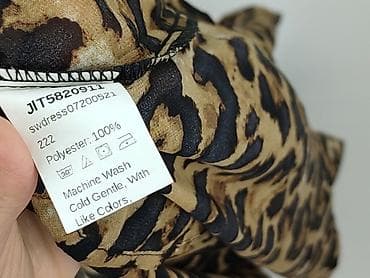 JIT5820911
swdress07200521
222
Polyester: 100%
30°
Machine Wash
Cold Gentle, With
Like Colors.